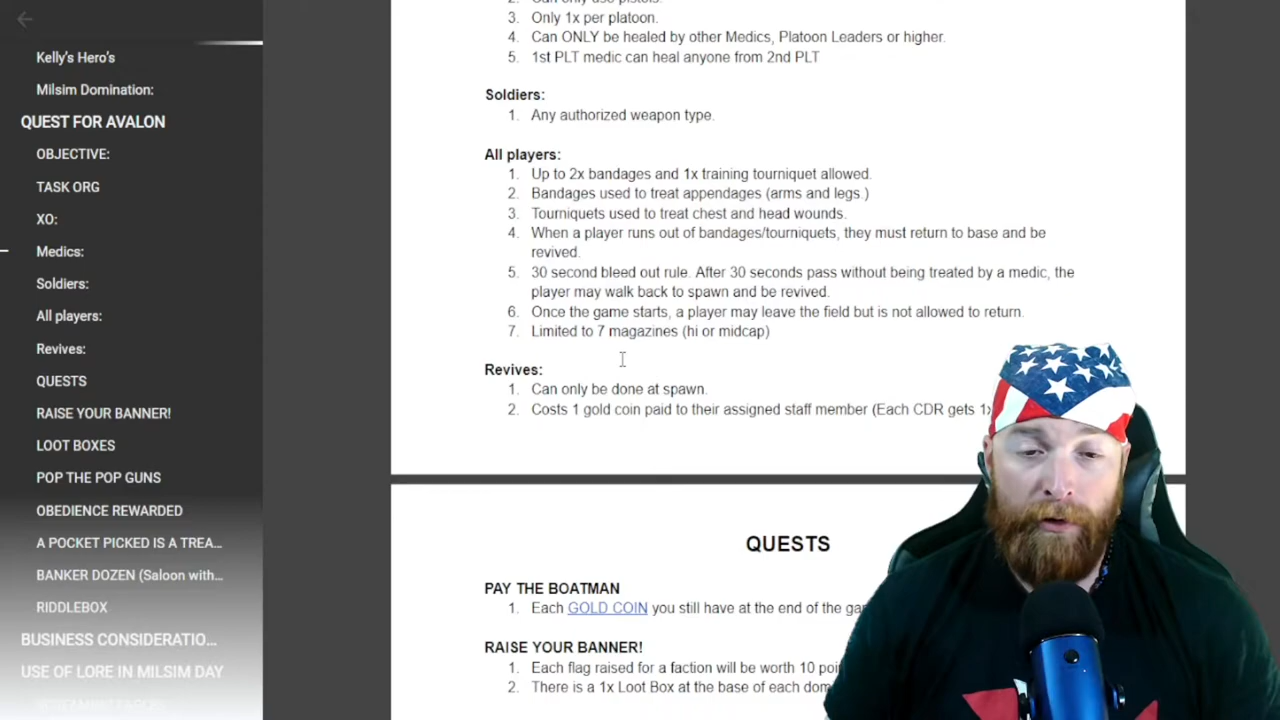 Kelly's Hero's
Milsim Domination:
QUEST FOR AVALON
OBJECTIVE:
TASK ORG
XO:
Medics:
Soldiers:
All players:
Revives:
QUESTS
RAISE YOUR BANNER!
LOOT BOXES
POP THE POP GUNS
OBEDIENCE REWARDED
A POCKET PICKED IS A TREA...
BANKER DOZEN (Saloon with...
RIDDLEBOX
BUSINESS CONSIDERATIO...
USE OF LORE IN MILSIM DAY
2. Can only use pistols.
3. Only 1x per platoon.
4. Can ONLY be healed by other Medics, Platoon Leaders or higher.
5. 1st PLT medic can heal anyone from 2nd PLT
Soldiers:
1. Any authorized weapon type.
All players:
1. Up to 2x bandages and 1x training tourniquet allowed.
2. Bandages used to treat appendages (arms and legs.)
3. Tourniquets used to treat chest and head wounds.
4. When a player runs out of bandages/tourniquets, they must return to base and be
revived.
5. 30 second bleed out rule. After 30 seconds pass without being treated by a medic, the
player may walk back to spawn and be revived.
6. Once the game starts, a player may leave the field but is not allowed to return.
7. Limited to 7 magazines (hi or midcap)
Revives:
1. Can only be done at spawn.
2. Costs 1 gold coin paid to their assigned staff member (Each CDR gets
QUESTS
PAY THE BOATMAN
1. Each GOLD COIN you still have at the end of the
RAISE YOUR BANNER!
1. Each flag raised for a faction will be worth 10
2. There is a 1x Loot Box at the base of each